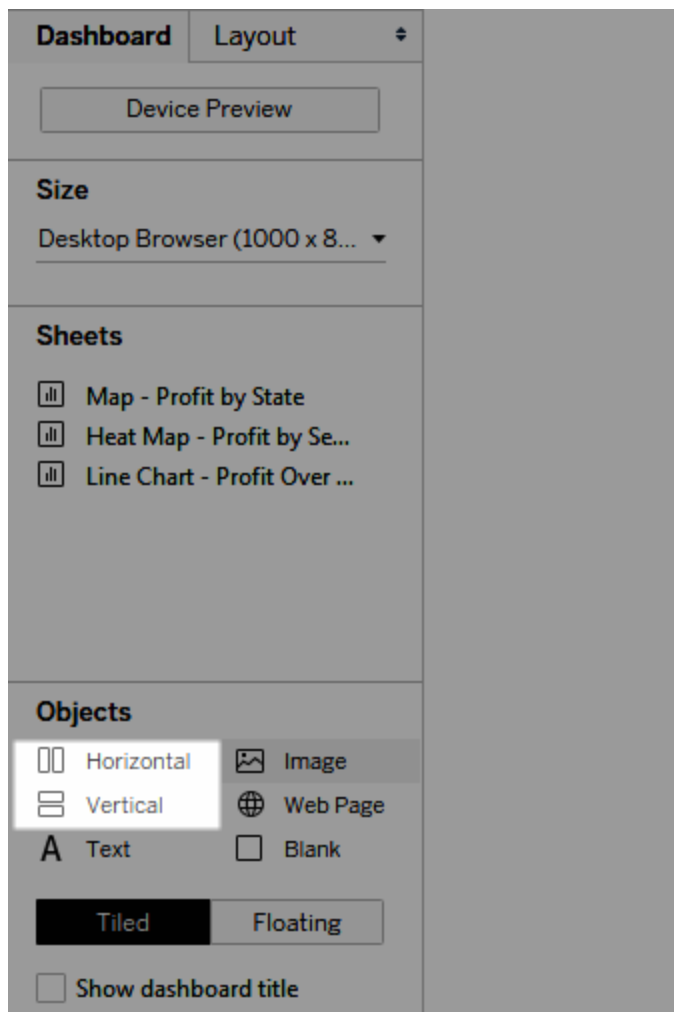 Dashboard Layout
Device Preview
Size
Desktop Browser (1000 x 8...
Sheets
Map - Profit by State
Heat Map - Profit by Se...
Line Chart - Profit Over ...
Objects
Horizontal Image
Vertical Web Page
A Text Blank
Tiled Floating
Show dashboard title